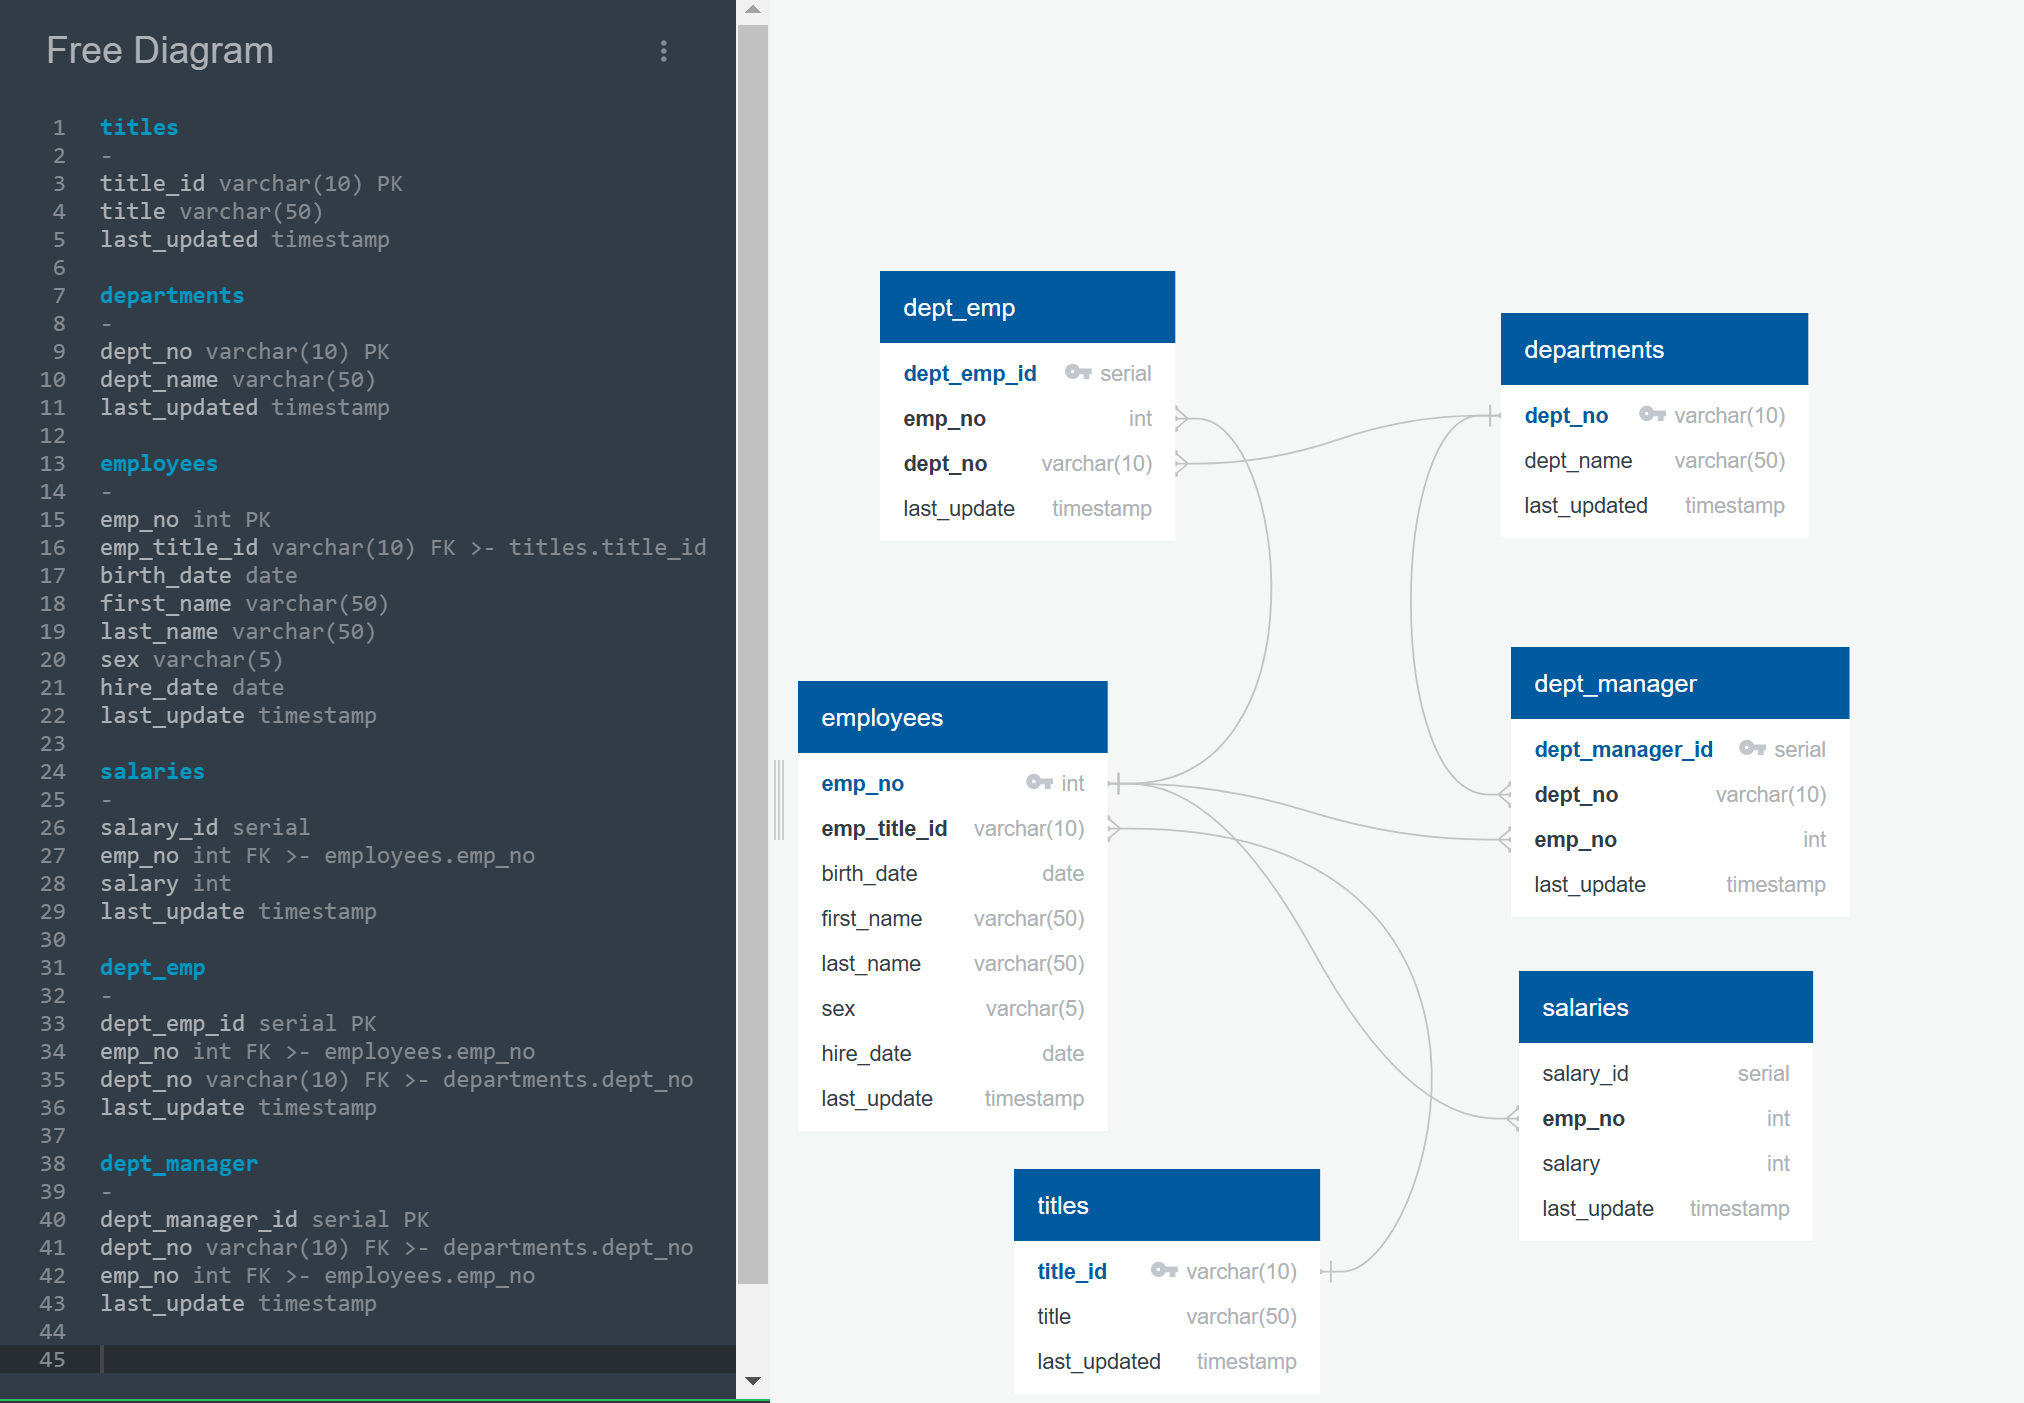 Free Diagram
1 titles
2 -
3 title_id varchar(10) PK
4 title varchar(50)
5 last_updated timestamp
6
7 departments
8 -
9 dept_no varchar(10) PK
10 dept_name varchar(50)
11 last_updated timestamp
12
13 employees
14 -
15 emp_no int PK
16 emp_title_id varchar(10) FK >- titles.title_id
17 birth_date date
18 first_name varchar(50)
19 last_name varchar(50)
20 sex varchar(5)
21 hire_date date
22 last_update timestamp
23
24 salaries
25 -
26 salary_id serial
27 emp_no int FK >- employees.emp_no
28 salary int
29 last_update timestamp
30
31 dept_emp
32 -
33 dept_emp_id serial PK
34 emp_no int FK >- employees.emp_no
35 dept_no varchar(10) FK >- departments.dept_no
36 last_update timestamp
37
38 dept_manager
39 -
40 dept_manager_id serial PK
41 dept_no varchar(10) FK >- departments.dept_no
42 emp_no int FK >- employees.emp_no
43 last_update timestamp
44
45
dept_emp
dept_emp_id serial
emp_no int
dept_no varchar(10)
last_update timestamp
departments
dept_no varchar(10)
dept_name varchar(50)
last_updated timestamp
employees
emp_no int
emp_title_id varchar(10)
birth_date date
first_name varchar(50)
last_name varchar(50)
sex varchar(5)
hire_date date
last_update timestamp
dept_manager
dept_manager_id serial
dept_no varchar(10)
emp_no int
last_update timestamp
salaries
salary_id serial
emp_no int
salary int
last_update timestamp
titles
title_id varchar(10)
title varchar(50)
last_updated timestamp